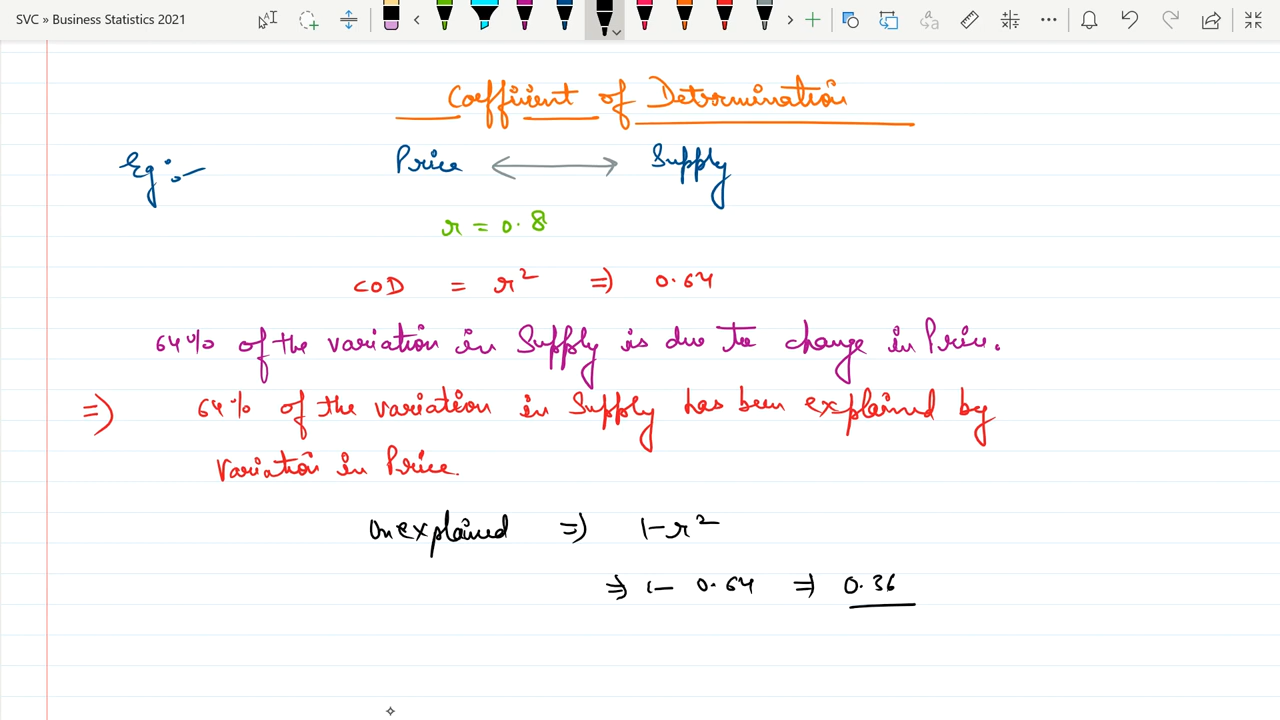 SVC » Business Statistics 2021
Coefficient of Determination
Eg :- Price ⟷ Supply
r = 0.8
COD = r² ⇒ 0.64
64% of the variation in Supply is due to change in Price.
⇒ 64% of the variation in Supply has been explained by
Variation in Price.
Unexplained ⇒ 1-r²
⇒ 1- 0.64 ⇒ 0.36